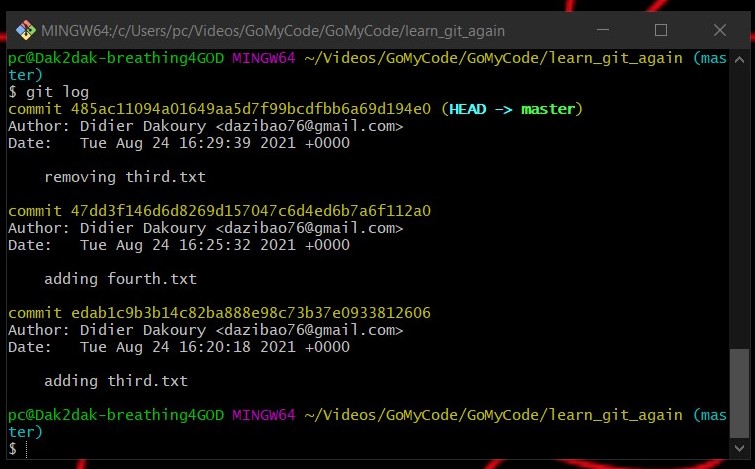 MINGW64:/c/Users/pc/Videos/GoMyCode/GoMyCode/learn_git_again
pc@Dak2dak-breathing4GOD MINGW64 ~/Videos/GoMyCode/GoMyCode/learn_git_again (mas
ter)
$ git log
commit 485ac11094a01649aa5d7f99bcdfbb6a69d194e0 (HEAD -> master)
Author: Didier Dakoury <dazibao76@gmail.com>
Date:   Tue Aug 24 16:29:39 2021 +0000
    removing third.txt
commit 47dd3f146d6d8269d157047c6d4ed6b7a6f112a0
Author: Didier Dakoury <dazibao76@gmail.com>
Date:   Tue Aug 24 16:25:32 2021 +0000
    adding fourth.txt
commit edab1c9b3b14c82ba888e98c73b37e0933812606
Author: Didier Dakoury <dazibao76@gmail.com>
Date:   Tue Aug 24 16:20:18 2021 +0000
    adding third.txt
pc@Dak2dak-breathing4GOD MINGW64 ~/Videos/GoMyCode/GoMyCode/learn_git_again (mas
ter)
$